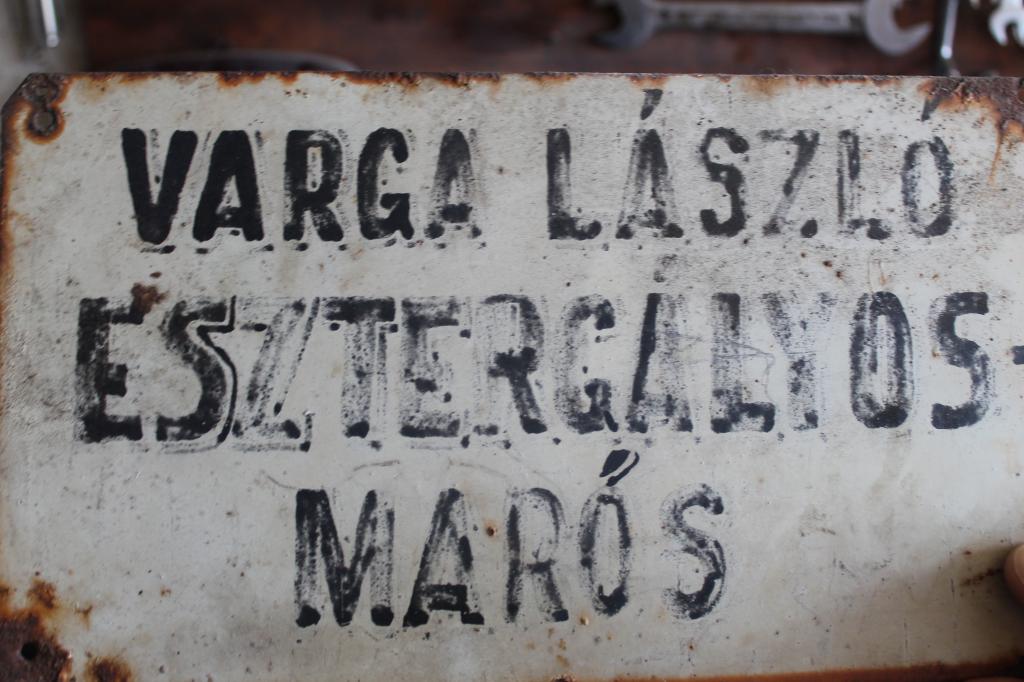 VARGA LÁSZLÓ
ESZTERGÁLYOS-
MARÓS